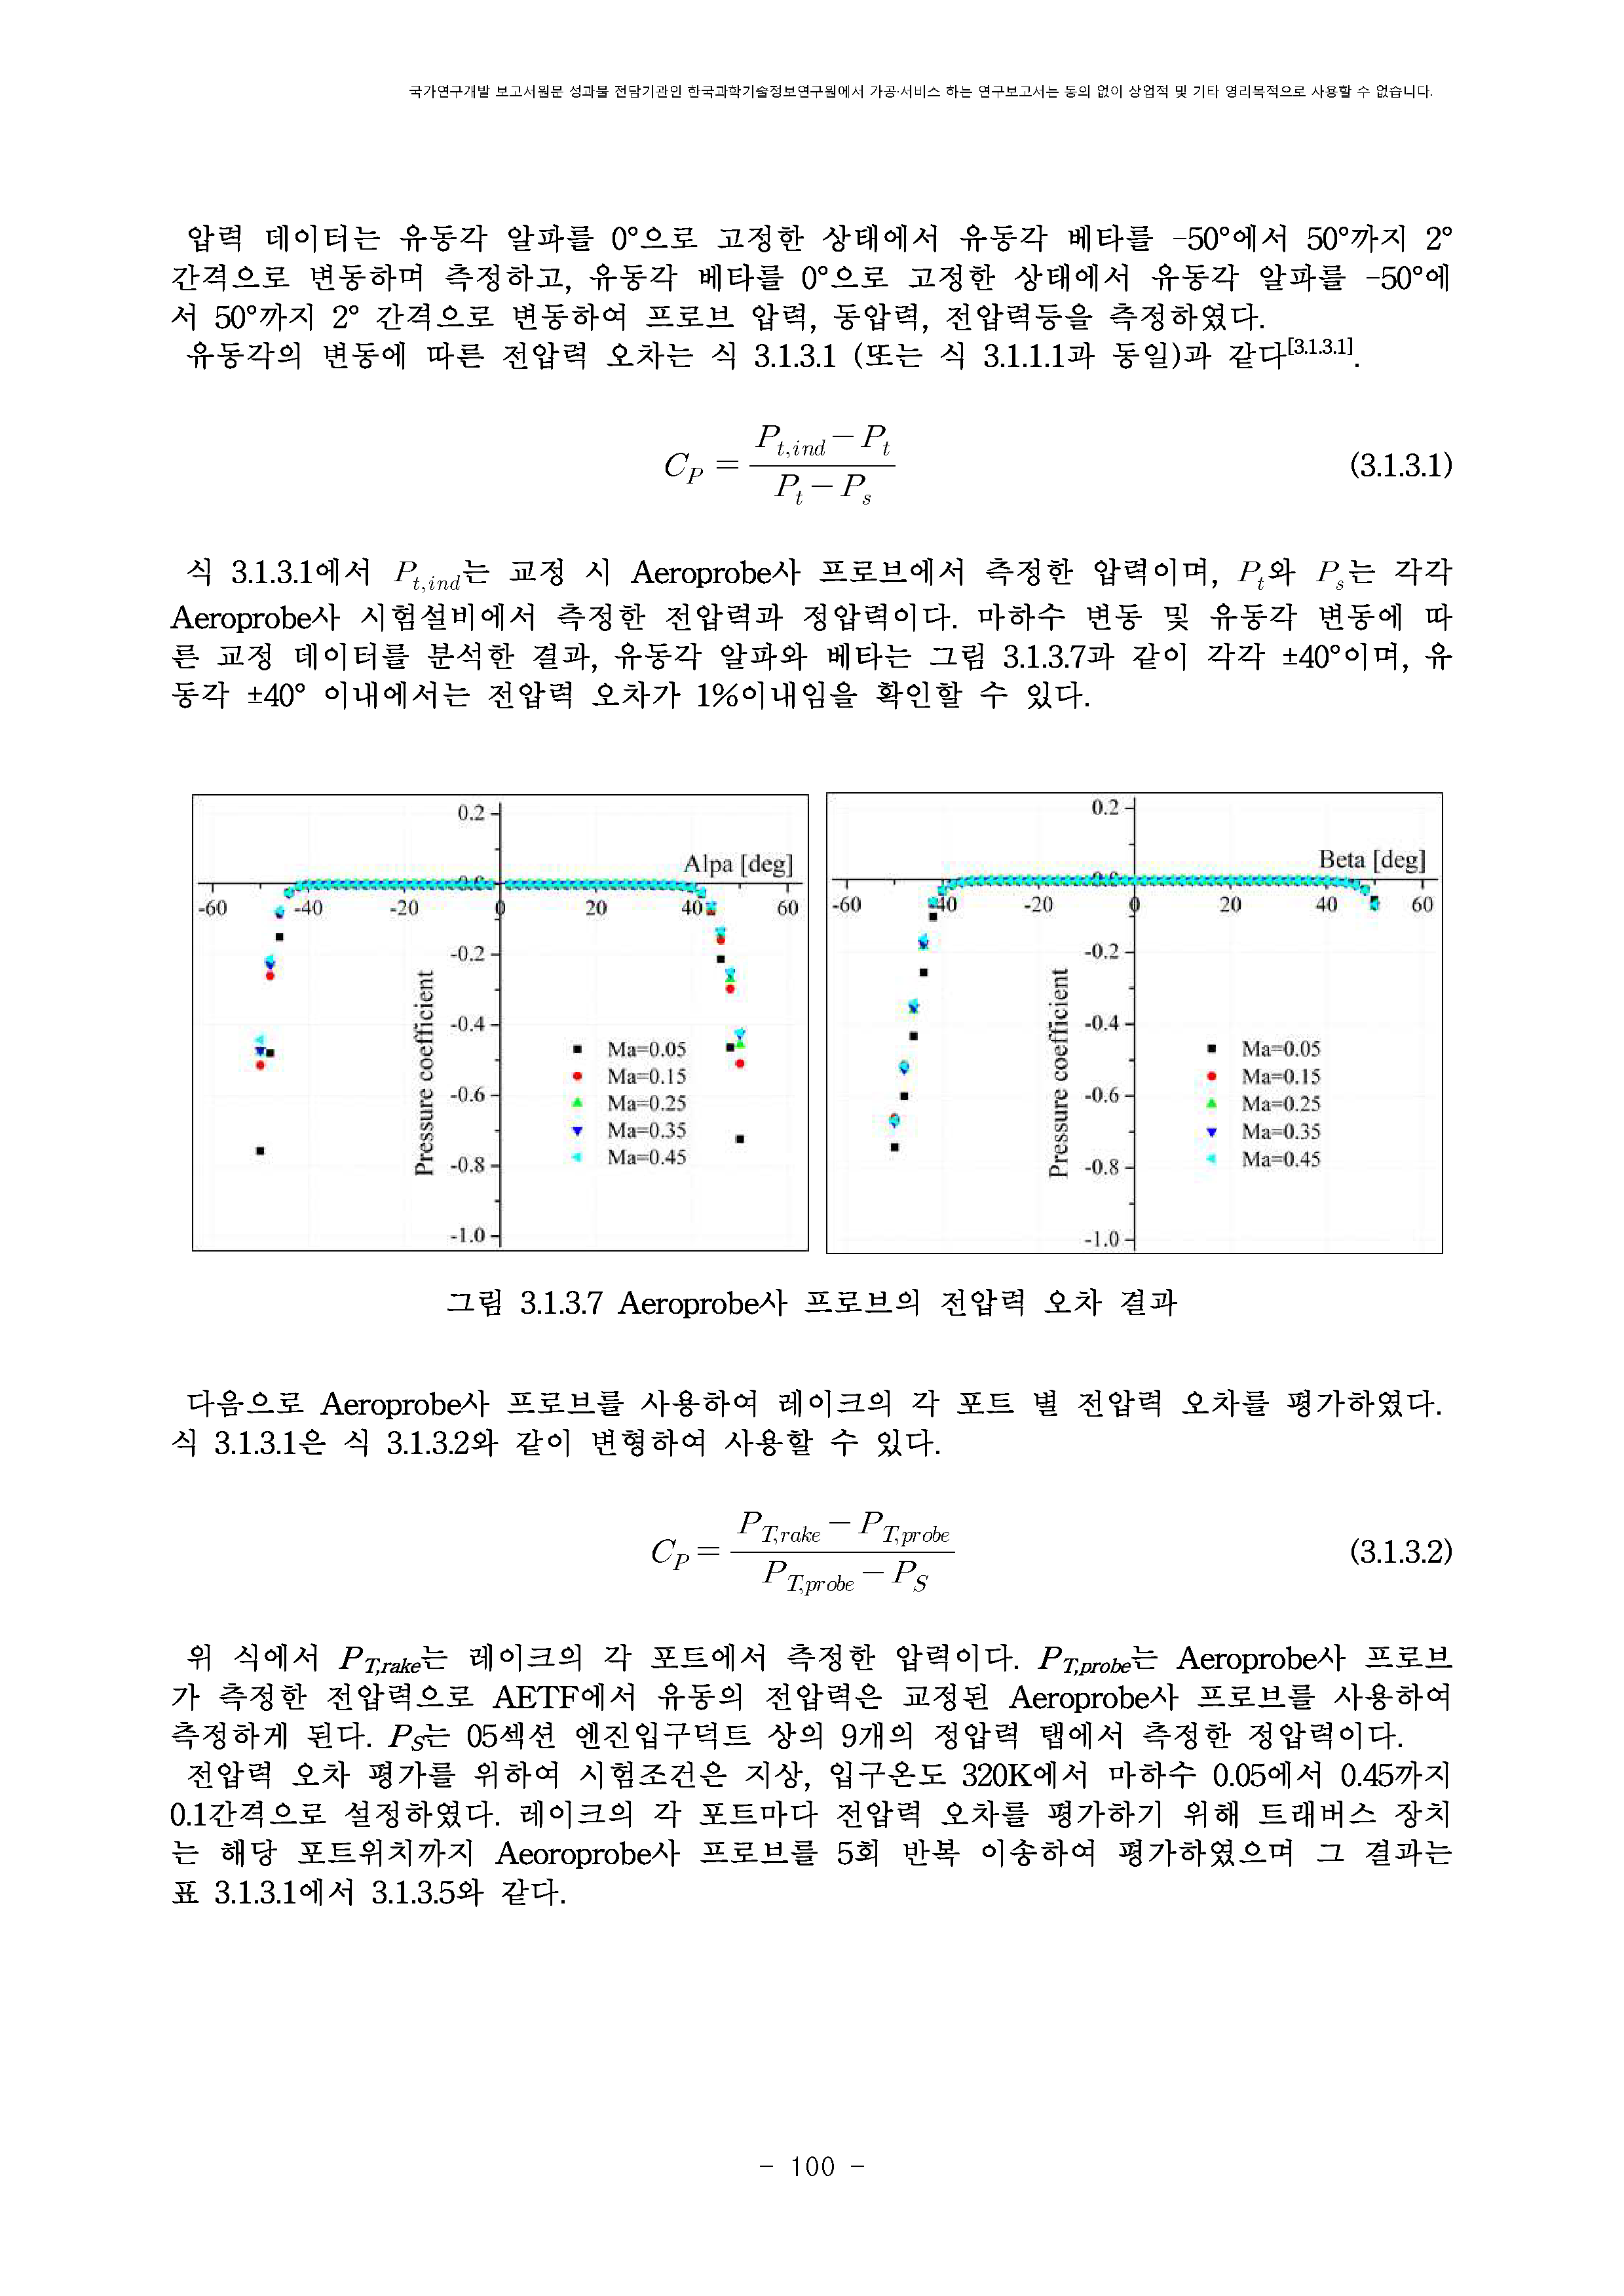 국가연구개발 보고서원문 성과물 전담기관인 한국과학기술정보연구원에서 가공·서비스 하는 연구보고서는 동의 없이 상업적 및 기타 영리목적으로 사용할 수 없습니다.
압력 데이터는 유동각 알파를 0°으로 고정한 상태에서 유동각 베타를 -50°에서 50°까지 2°
간격으로 변동하며 측정하고, 유동각 베타를 0°으로 고정한 상태에서 유동각 알파를 -50°에
서 50°까지 2° 간격으로 변동하여 프로브 압력, 동압력, 전압력등을 측정하였다.
유동각의 변동에 따른 전압력 오차는 식 3.1.3.1 (또는 식 3.1.1.1과 동일)과 같다[3.1.3.1].
C_P = (P_{t,ind} − P_t) / (P_t − P_s) (3.1.3.1)
식 3.1.3.1에서 P_{t,ind}는 교정 시 Aeroprobe사 프로브에서 측정한 압력이며, P_t와 P_s는 각각
Aeroprobe사 시험설비에서 측정한 전압력과 정압력이다. 마하수 변동 및 유동각 변동에 따
른 교정 데이터를 분석한 결과, 유동각 알파와 베타는 그림 3.1.3.7과 같이 각각 ±40°이며, 유
동각 ±40° 이내에서는 전압력 오차가 1%이내임을 확인할 수 있다.
0.2
Alpa [deg]
0.0
-60 -40 -20 0 20 40 60
-0.2
-0.4
-0.6
-0.8
-1.0
Pressure coefficient
Ma=0.05
Ma=0.15
Ma=0.25
Ma=0.35
Ma=0.45
0.2
Beta [deg]
0.0
-60 -40 -20 0 20 40 60
-0.2
-0.4
-0.6
-0.8
-1.0
Pressure coefficient
Ma=0.05
Ma=0.15
Ma=0.25
Ma=0.35
Ma=0.45
그림 3.1.3.7 Aeroprobe사 프로브의 전압력 오차 결과
다음으로 Aeroprobe사 프로브를 사용하여 레이크의 각 포트 별 전압력 오차를 평가하였다.
식 3.1.3.1은 식 3.1.3.2와 같이 변형하여 사용할 수 있다.
C_P = (P_{T,rake} − P_{T,probe}) / (P_{T,probe} − P_S) (3.1.3.2)
위 식에서 P_{T,rake}는 레이크의 각 포트에서 측정한 압력이다. P_{T,probe}는 Aeroprobe사 프로브
가 측정한 전압력으로 AETF에서 유동의 전압력은 교정된 Aeroprobe사 프로브를 사용하여
측정하게 된다. P_S는 05섹션 엔진입구덕트 상의 9개의 정압력 탭에서 측정한 정압력이다.
전압력 오차 평가를 위하여 시험조건은 지상, 입구온도 320K에서 마하수 0.05에서 0.45까지
0.1간격으로 설정하였다. 레이크의 각 포트마다 전압력 오차를 평가하기 위해 트래버스 장치
는 해당 포트위치까지 Aeoroprobe사 프로브를 5회 반복 이송하여 평가하였으며 그 결과는
표 3.1.3.1에서 3.1.3.5와 같다.
- 100 -